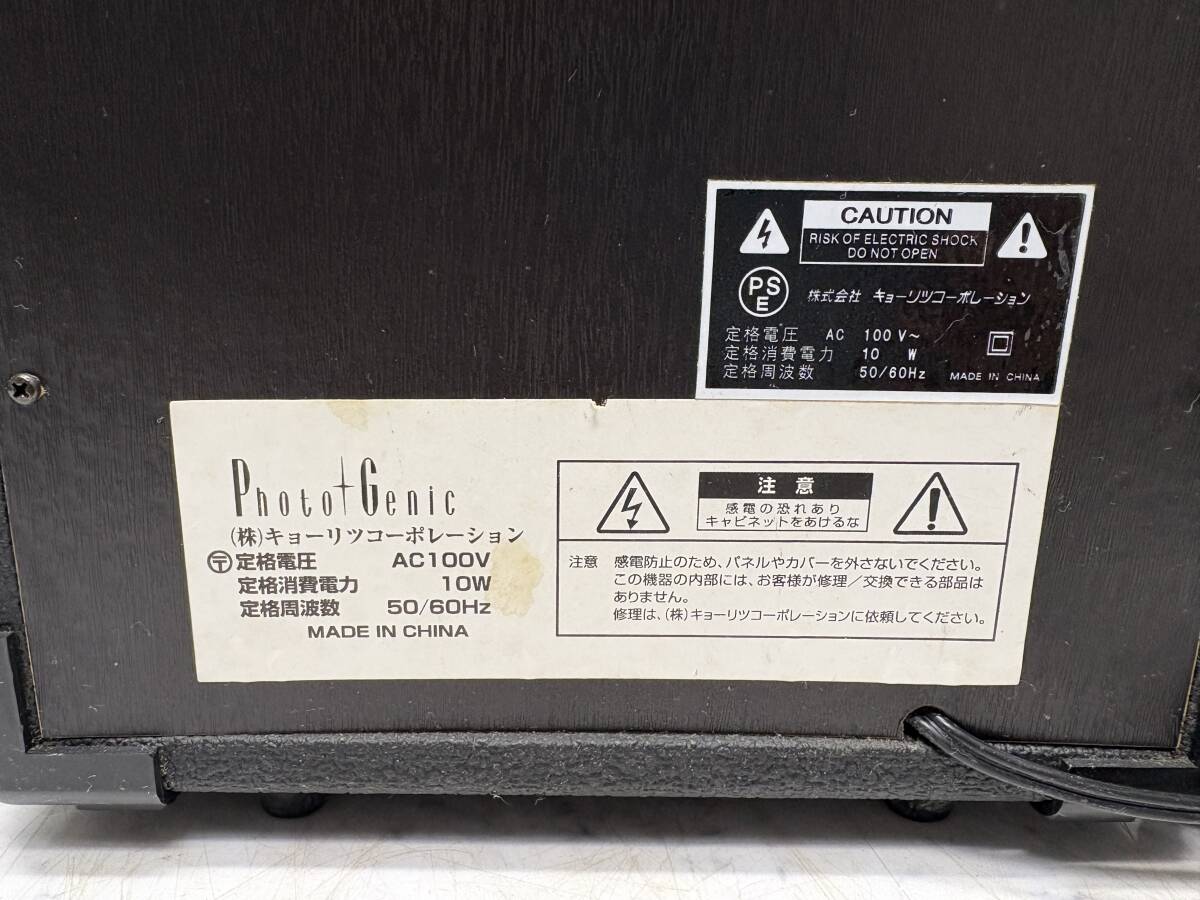 CAUTION
RISK OF ELECTRIC SHOCK
DO NOT OPEN
PS
E
株式会社 キョーリツコーポレーション
定格電圧 AC 100 V~
定格消費電力 10 W
定格周波数 50/60Hz
MADE IN CHINA
Photo Genic
(株)キョーリツコーポレーション
〒定格電圧 AC100V
定格消費電力 10W
定格周波数 50/60Hz
MADE IN CHINA
注意
感電の恐れあり
キャビネットをあけるな
注意 感電防止のため、パネルやカバーを外さないでください。
この機器の内部には、お客様が修理/交換できる部品は
ありません。
修理は、(株)キョーリツコーポレーションに依頼してください。